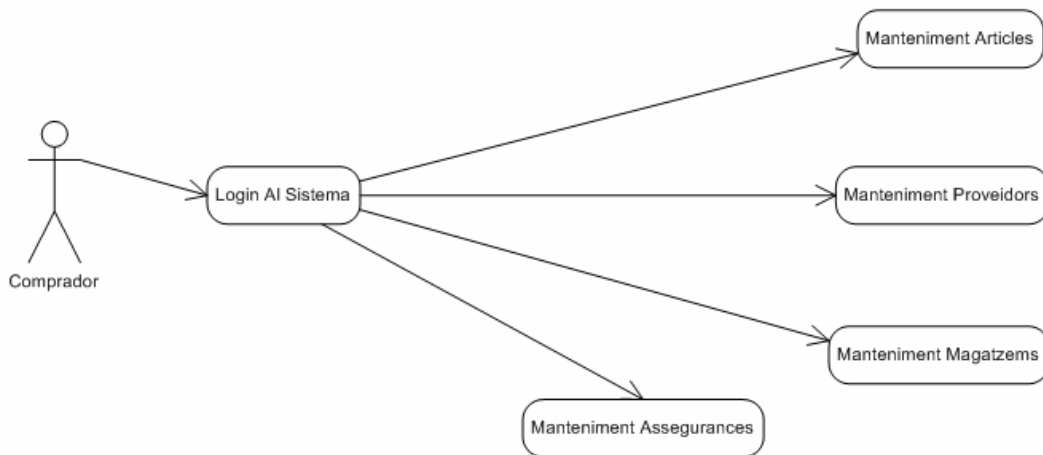 Manteniment Articles
Login Al Sistema
Manteniment Proveidors
Comprador
Manteniment Magatzems
Manteniment Assegurances